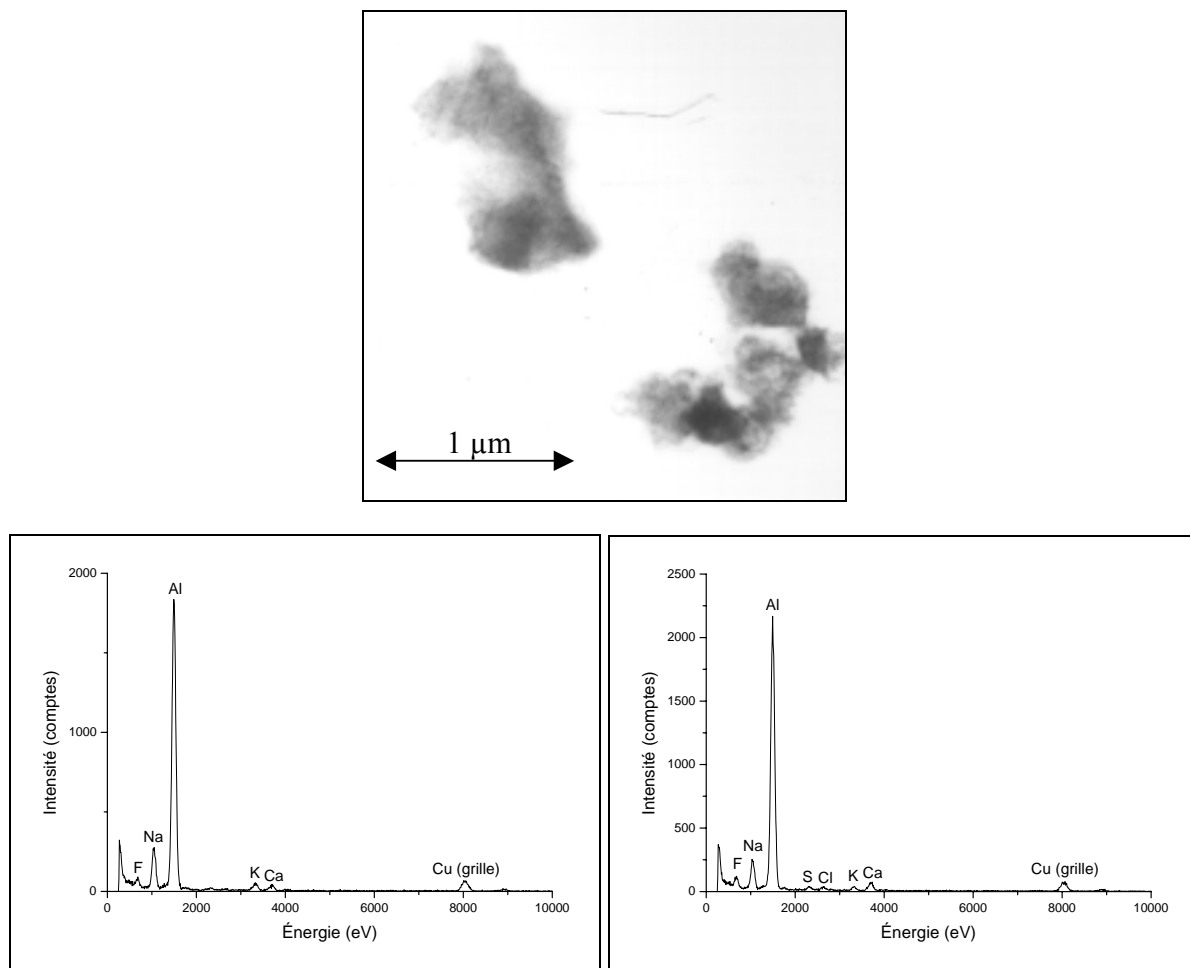 1 µm
2000
Al
1000
Na
F
K Ca
Cu (grille)
0
0 2000 4000 6000 8000 10000
Énergie (eV)
Intensité (comptes)
2500
Al
2000
1500
1000
500
Na
F
S Cl K Ca
Cu (grille)
0
0 2000 4000 6000 8000 10000
Énergie (eV)
Intensité (comptes)